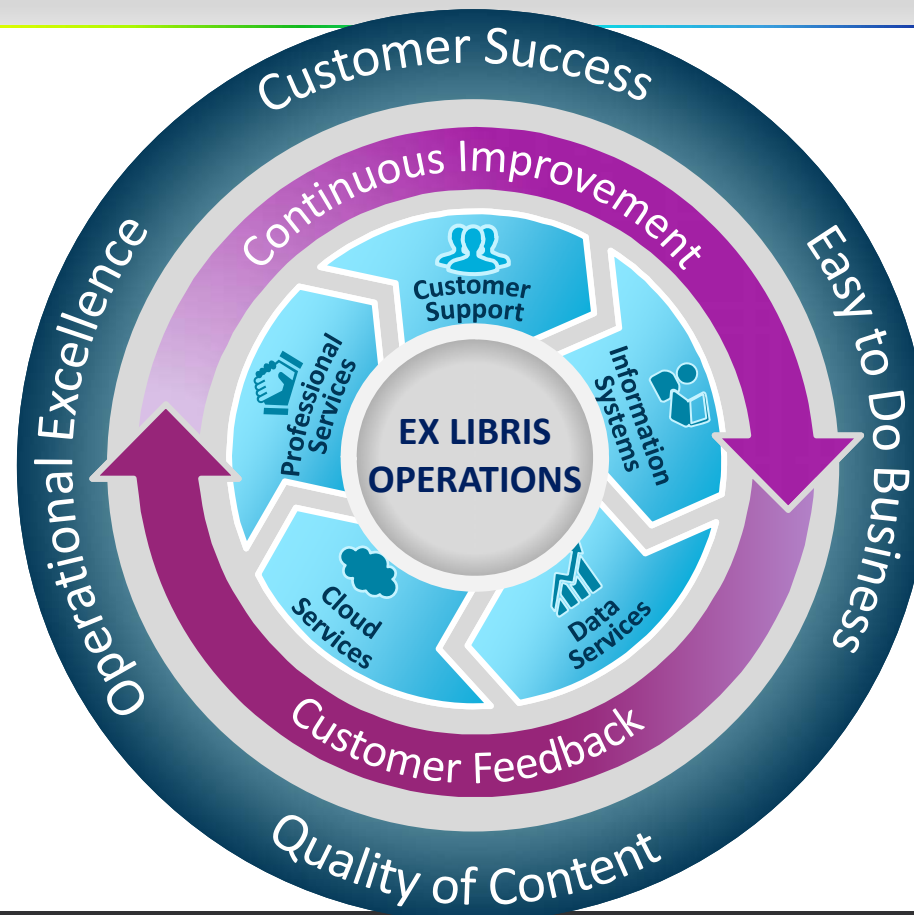 Customer Success
Continuous Improvement
Operational Excellence
Easy to Do Business
Customer
Support
Professional
Services
Information
Systems
EX LIBRIS
OPERATIONS
Cloud
Services
Data
Services
Customer Feedback
Quality of Content